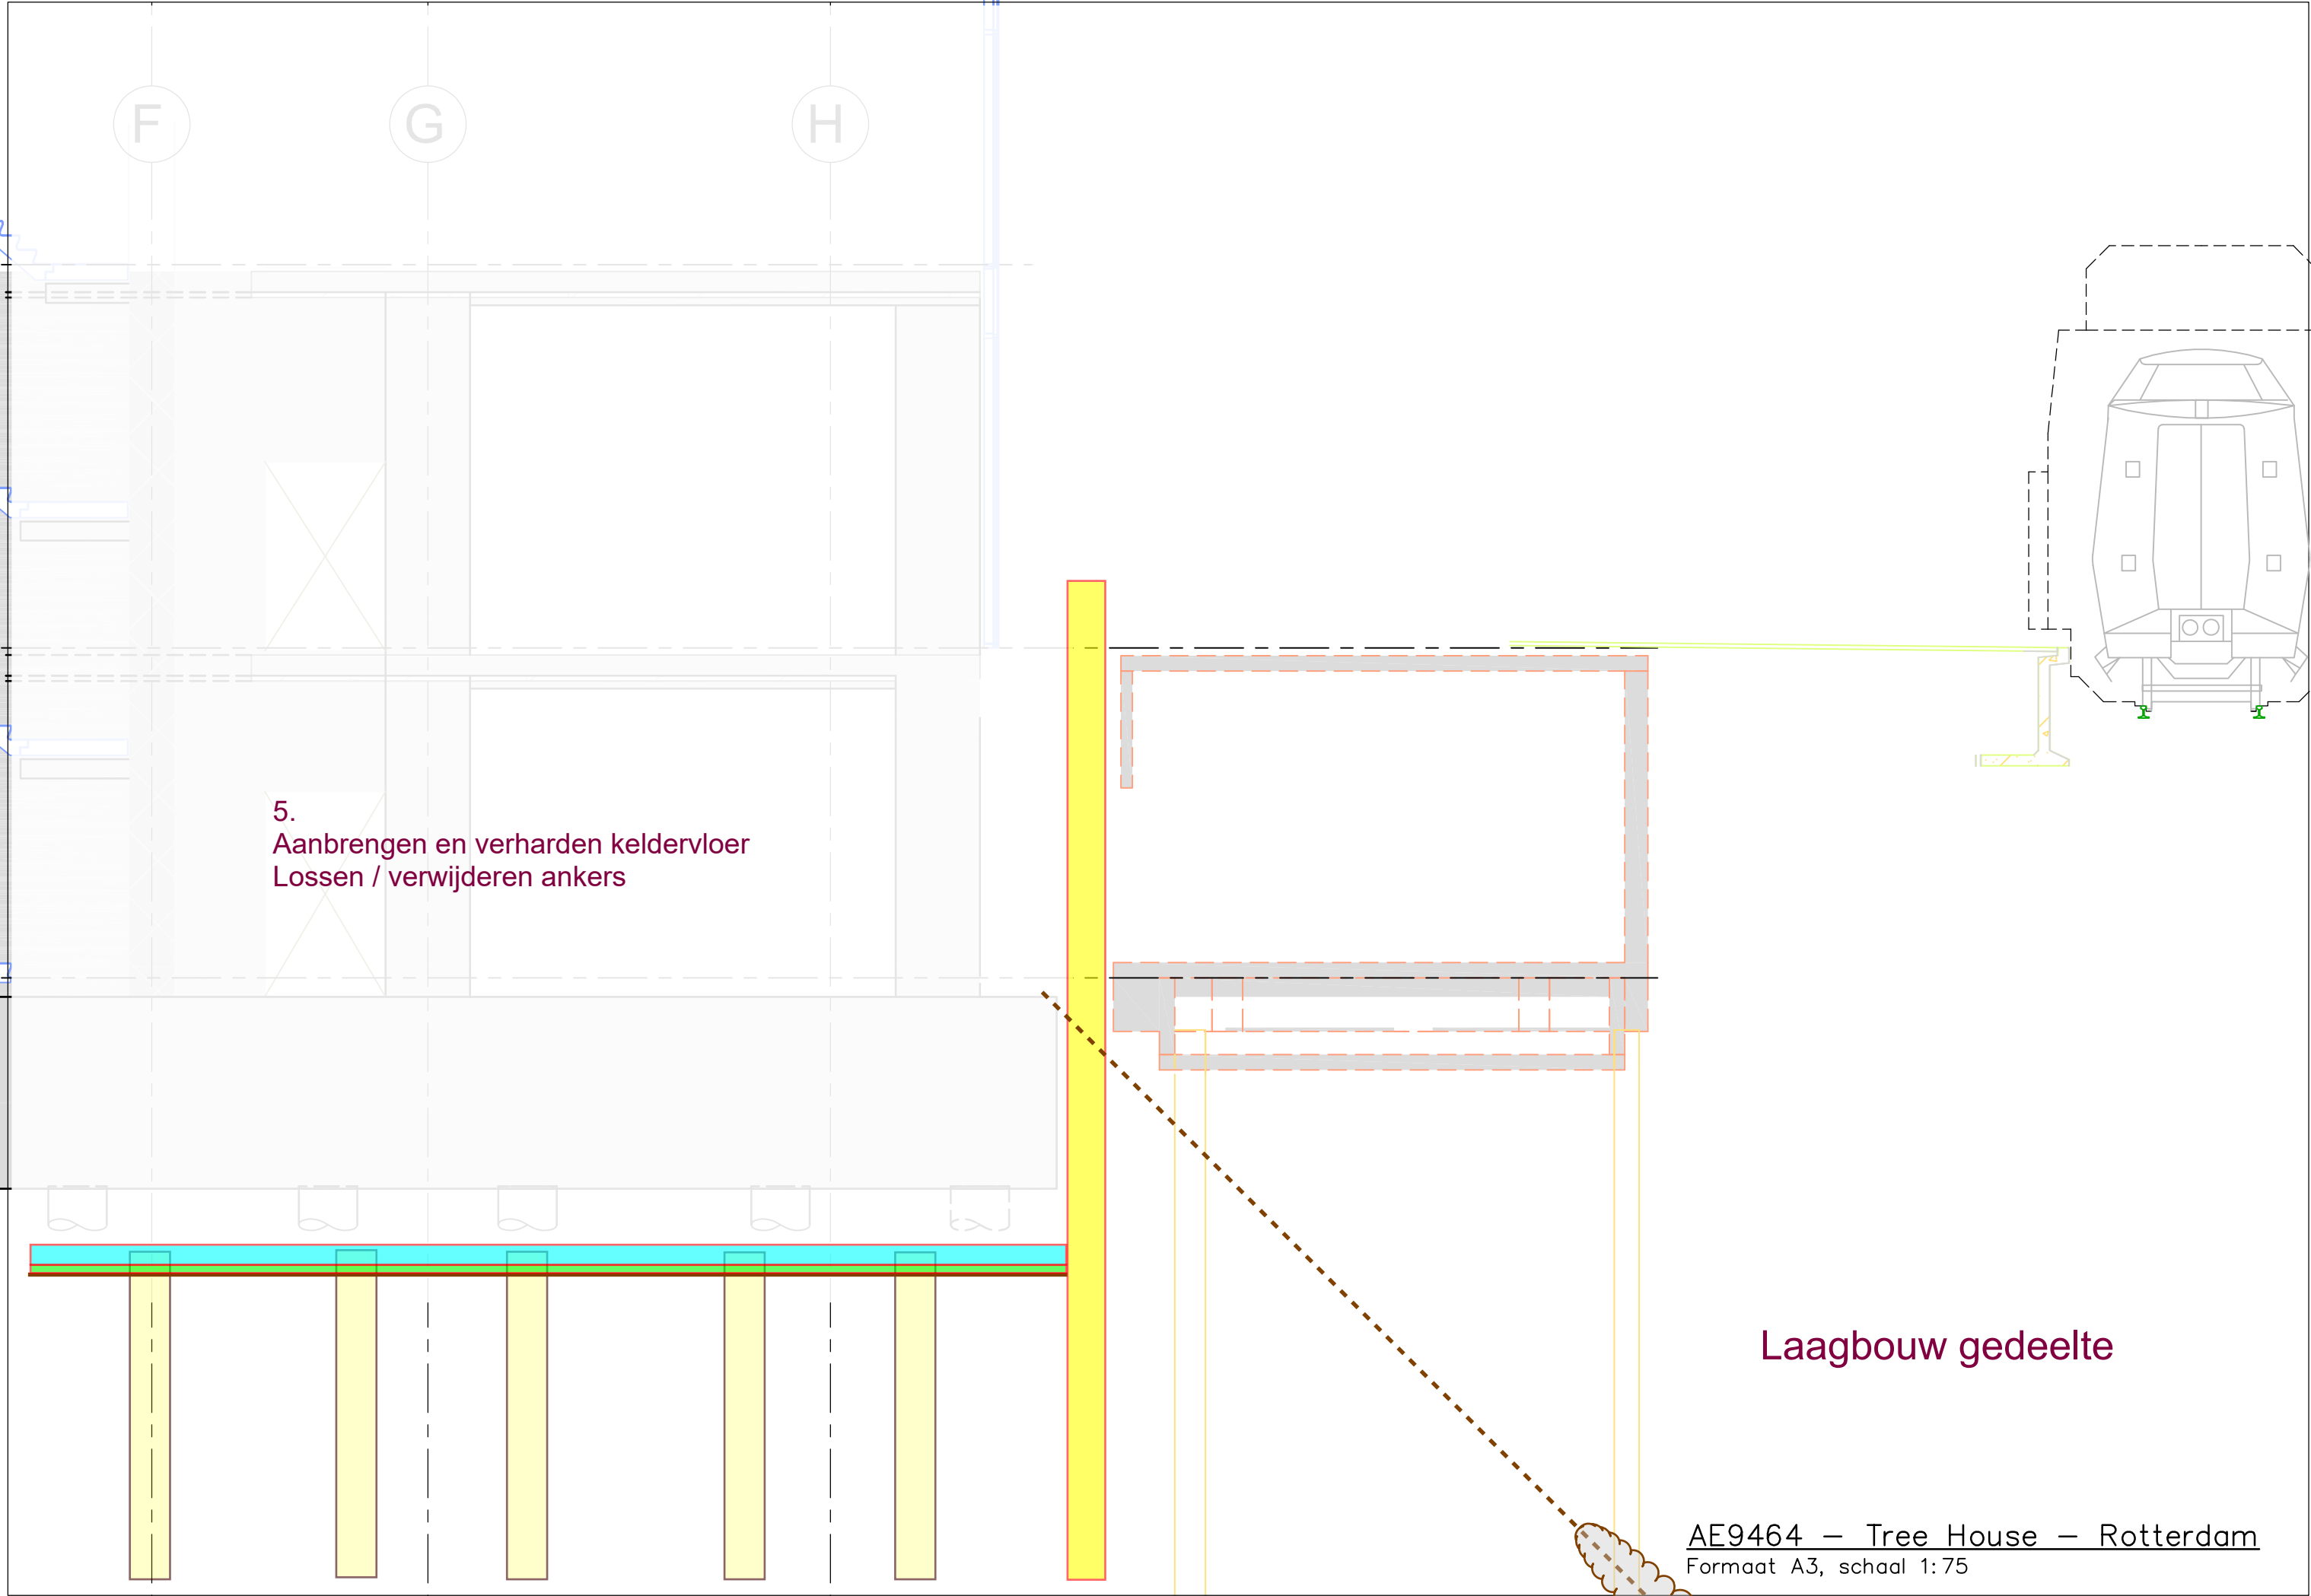 F
G
H
5.
Aanbrengen en verharden keldervloer
Lossen / verwijderen ankers
Laagbouw gedeelte
AE9464 – Tree House – Rotterdam
Formaat A3, schaal 1:75